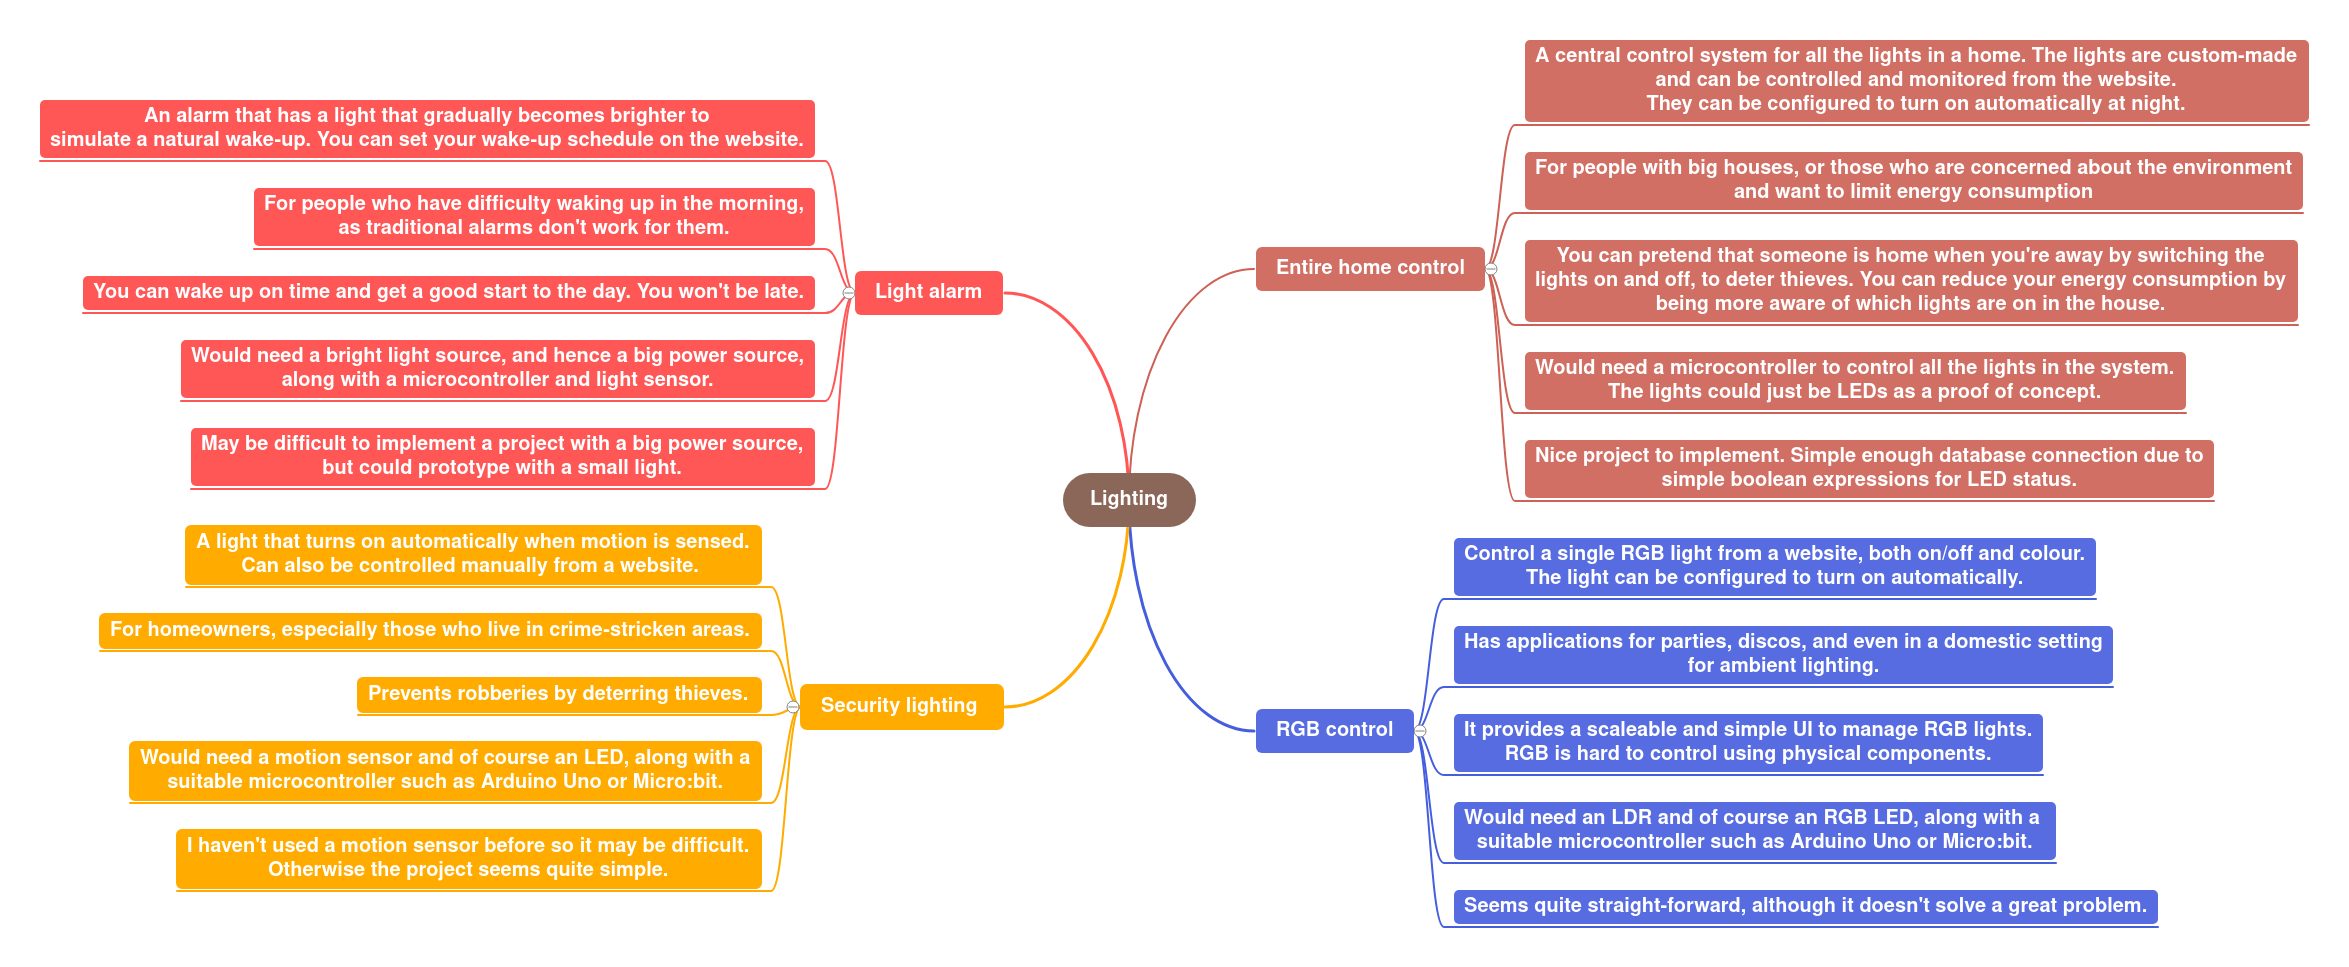 Lighting
Light alarm
An alarm that has a light that gradually becomes brighter to
simulate a natural wake-up. You can set your wake-up schedule on the website.
For people who have difficulty waking up in the morning,
as traditional alarms don't work for them.
You can wake up on time and get a good start to the day. You won't be late.
Would need a bright light source, and hence a big power source,
along with a microcontroller and light sensor.
May be difficult to implement a project with a big power source,
but could prototype with a small light.
Security lighting
A light that turns on automatically when motion is sensed.
Can also be controlled manually from a website.
For homeowners, especially those who live in crime-stricken areas.
Prevents robberies by deterring thieves.
Would need a motion sensor and of course an LED, along with a
suitable microcontroller such as Arduino Uno or Micro:bit.
I haven't used a motion sensor before so it may be difficult.
Otherwise the project seems quite simple.
Entire home control
A central control system for all the lights in a home. The lights are custom-made
and can be controlled and monitored from the website.
They can be configured to turn on automatically at night.
For people with big houses, or those who are concerned about the environment
and want to limit energy consumption
You can pretend that someone is home when you're away by switching the
lights on and off, to deter thieves. You can reduce your energy consumption by
being more aware of which lights are on in the house.
Would need a microcontroller to control all the lights in the system.
The lights could just be LEDs as a proof of concept.
Nice project to implement. Simple enough database connection due to
simple boolean expressions for LED status.
RGB control
Control a single RGB light from a website, both on/off and colour.
The light can be configured to turn on automatically.
Has applications for parties, discos, and even in a domestic setting
for ambient lighting.
It provides a scaleable and simple UI to manage RGB lights.
RGB is hard to control using physical components.
Would need an LDR and of course an RGB LED, along with a
suitable microcontroller such as Arduino Uno or Micro:bit.
Seems quite straight-forward, although it doesn't solve a great problem.